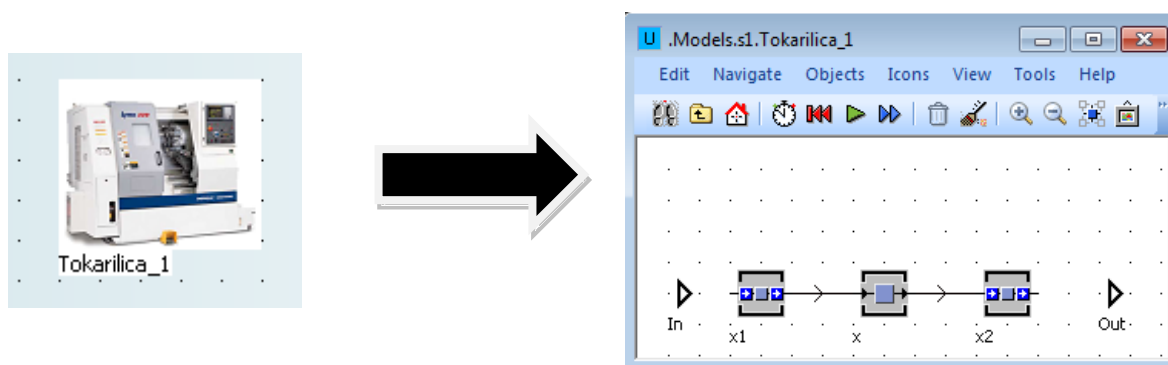 Tokarilica_1
U .Models.s1.Tokarilica_1
Edit Navigate Objects Icons View Tools Help
In
x1
x
x2
Out